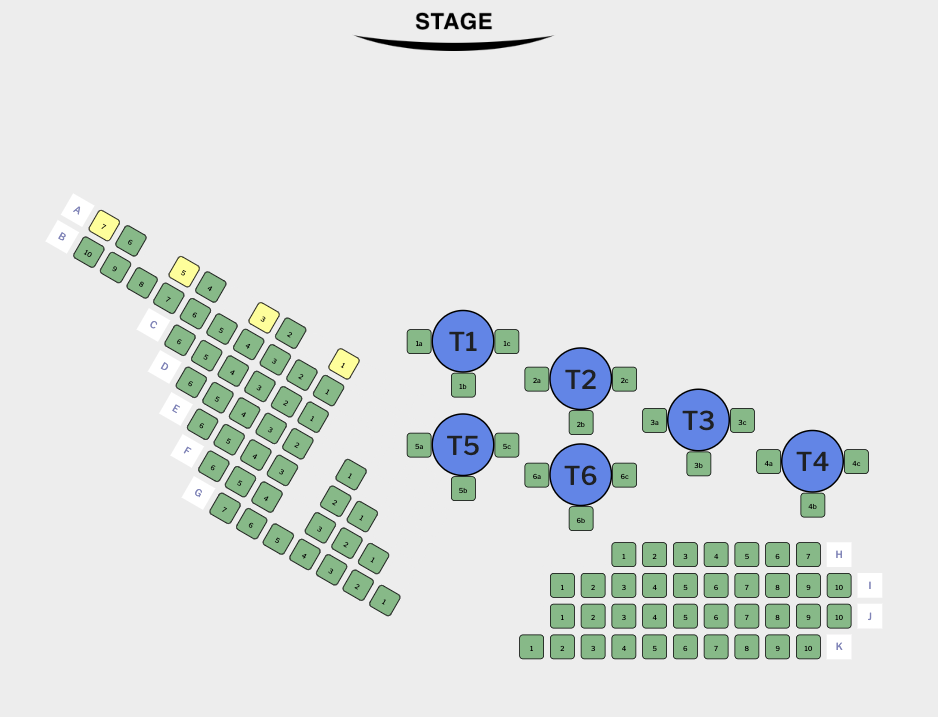 STAGE
A 7 6 5 4 3 2 1
B 10 9 8 7 6 5 4 3 2 1
C 6 5 4 3 2 1
D 6 5 4 3 2 1
E 6 5 4 3 2 1
F 6 5 4 3 2 1
G 7 6 5 4 3 2 1
1a T1 1c
1b
2a T2 2c
2b
3a T3 3c
3b
4a T4 4c
4b
5a T5 5c
5b
6a T6 6c
6b
1 2 3 4 5 6 7 H
1 2 3 4 5 6 7 8 9 10 I
1 2 3 4 5 6 7 8 9 10 J
1 2 3 4 5 6 7 8 9 10 K